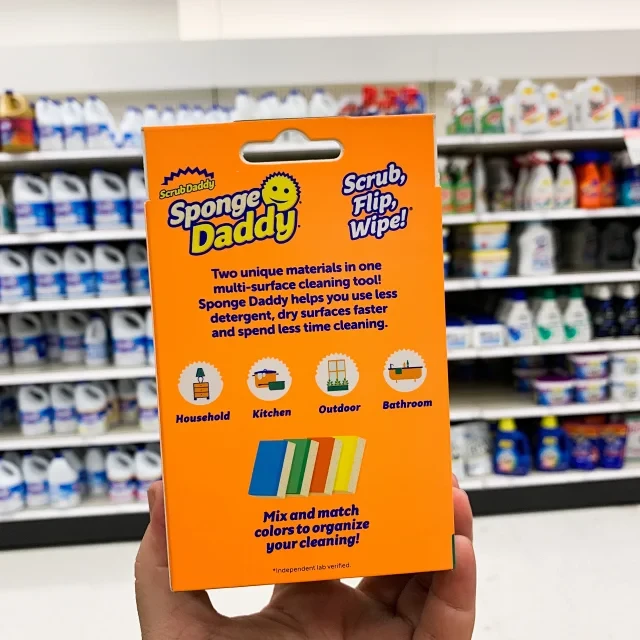 Scrub Daddy
Sponge
Daddy
Scrub,
Flip,
Wipe!®
Two unique materials in one
multi-surface cleaning tool!
Sponge Daddy helps you use less
detergent, dry surfaces faster
and spend less time cleaning.
Household Kitchen Outdoor Bathroom
Mix and match
colors to organize
your cleaning!
*Independent lab verified.